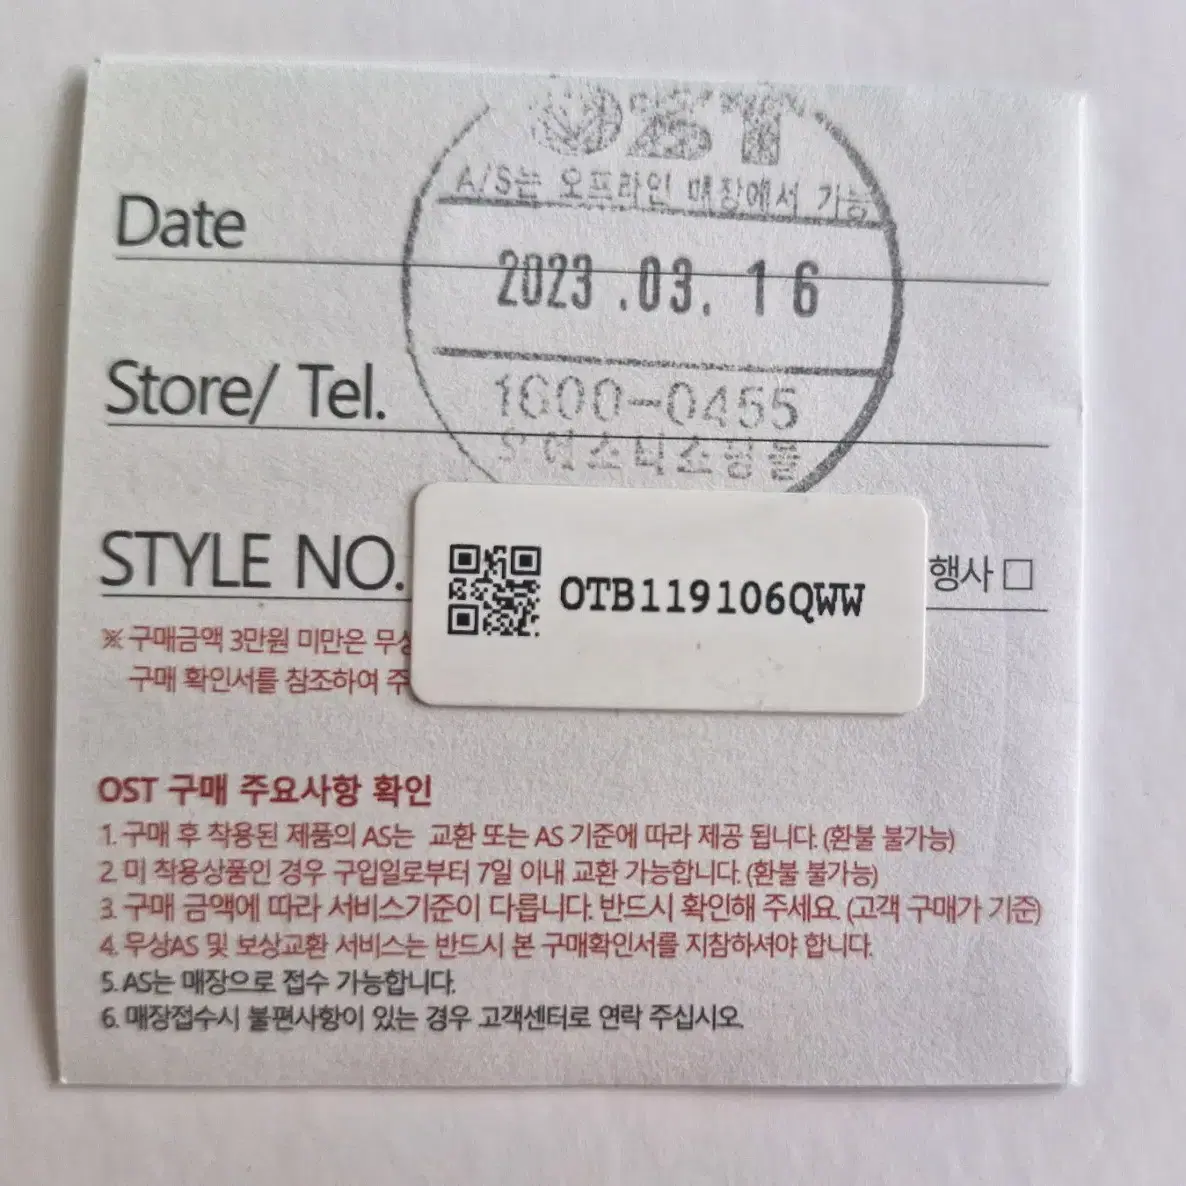 OST
A/S는 오프라인 매장에서 가능
Date
2023.03.16
Store/ Tel.
1600-0455
STYLE NO.
OTB119106QWW
행사 □
※ 구매금액 3만원 미만은
구매 확인서를 참조하여
OST 구매 주요사항 확인
1. 구매 후 착용된 제품의 AS는 교환 또는 AS 기준에 따라 제공 됩니다. (환불 불가능)
2. 미 착용상품인 경우 구입일로부터 7일 이내 교환 가능합니다. (환불 불가능)
3. 구매 금액에 따라 서비스기준이 다릅니다. 반드시 확인해 주세요. (고객 구매가 기준)
4. 무상AS 및 보상교환 서비스는 반드시 본 구매확인서를 지참하셔야 합니다.
5. AS는 매장으로 접수 가능합니다.
6. 매장접수시 불편사항이 있는 경우 고객센터로 연락 주십시오.